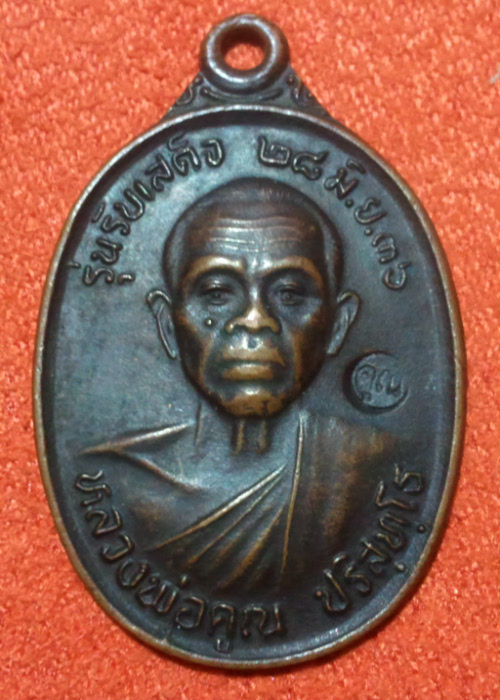 รุ่นรับเสด็จ ๒๘ มิ.ย.๓๖
คูณ
หลวงพ่อคูณ ปริสุทฺโธ